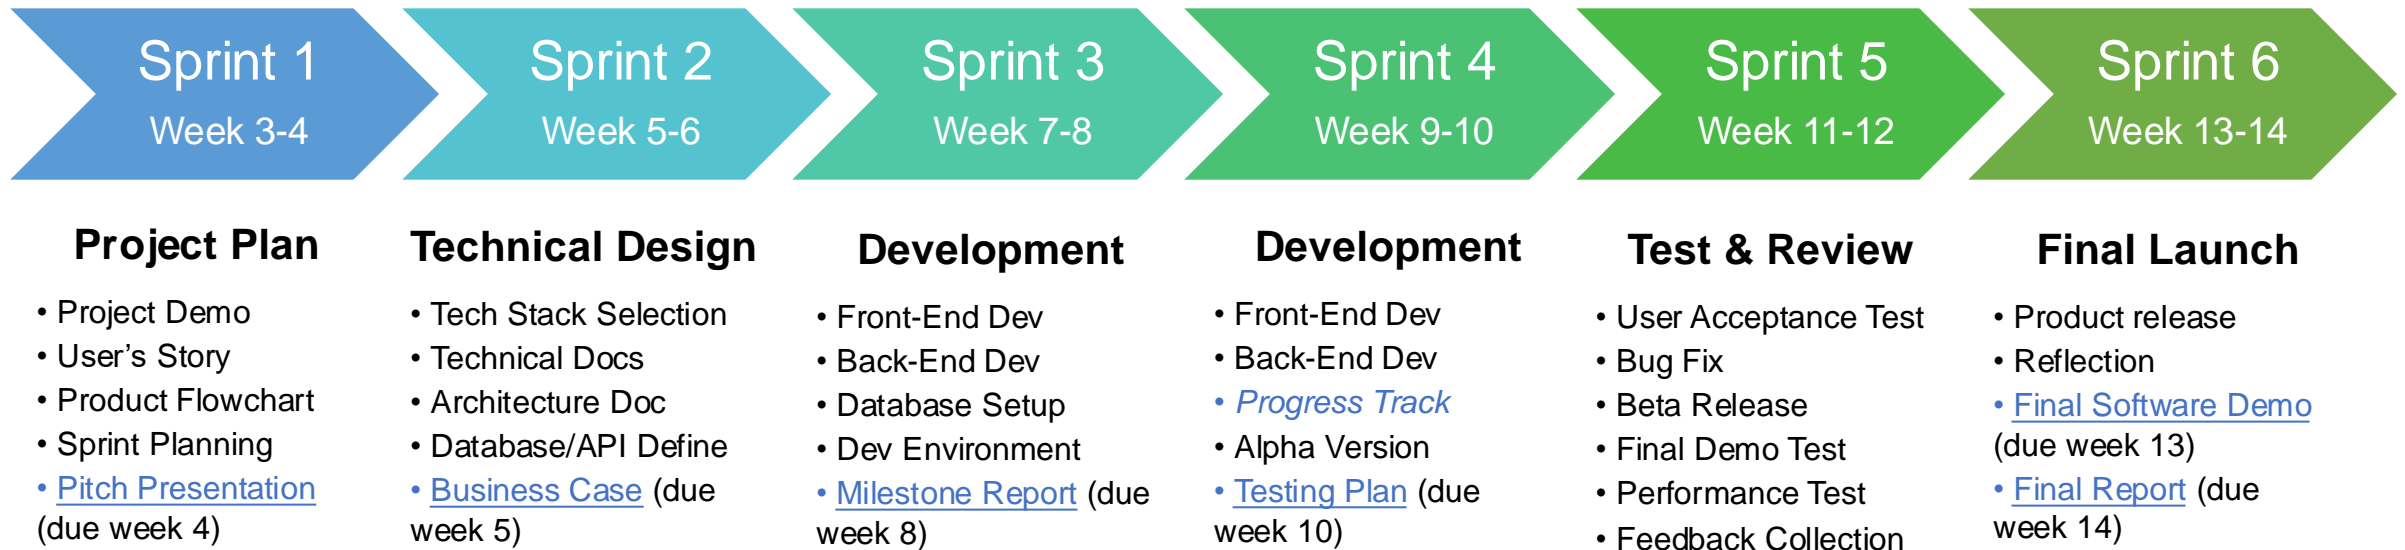 Sprint 1
Week 3-4
Project Plan
• Project Demo
• User’s Story
• Product Flowchart
• Sprint Planning
• Pitch Presentation
(due week 4)
Sprint 2
Week 5-6
Technical Design
• Tech Stack Selection
• Technical Docs
• Architecture Doc
• Database/API Define
• Business Case (due
week 5)
Sprint 3
Week 7-8
Development
• Front-End Dev
• Back-End Dev
• Database Setup
• Dev Environment
• Milestone Report (due
week 8)
Sprint 4
Week 9-10
Development
• Front-End Dev
• Back-End Dev
• Progress Track
• Alpha Version
• Testing Plan (due
week 10)
Sprint 5
Week 11-12
Test & Review
• User Acceptance Test
• Bug Fix
• Beta Release
• Final Demo Test
• Performance Test
• Feedback Collection
Sprint 6
Week 13-14
Final Launch
• Product release
• Reflection
• Final Software Demo
(due week 13)
• Final Report (due
week 14)